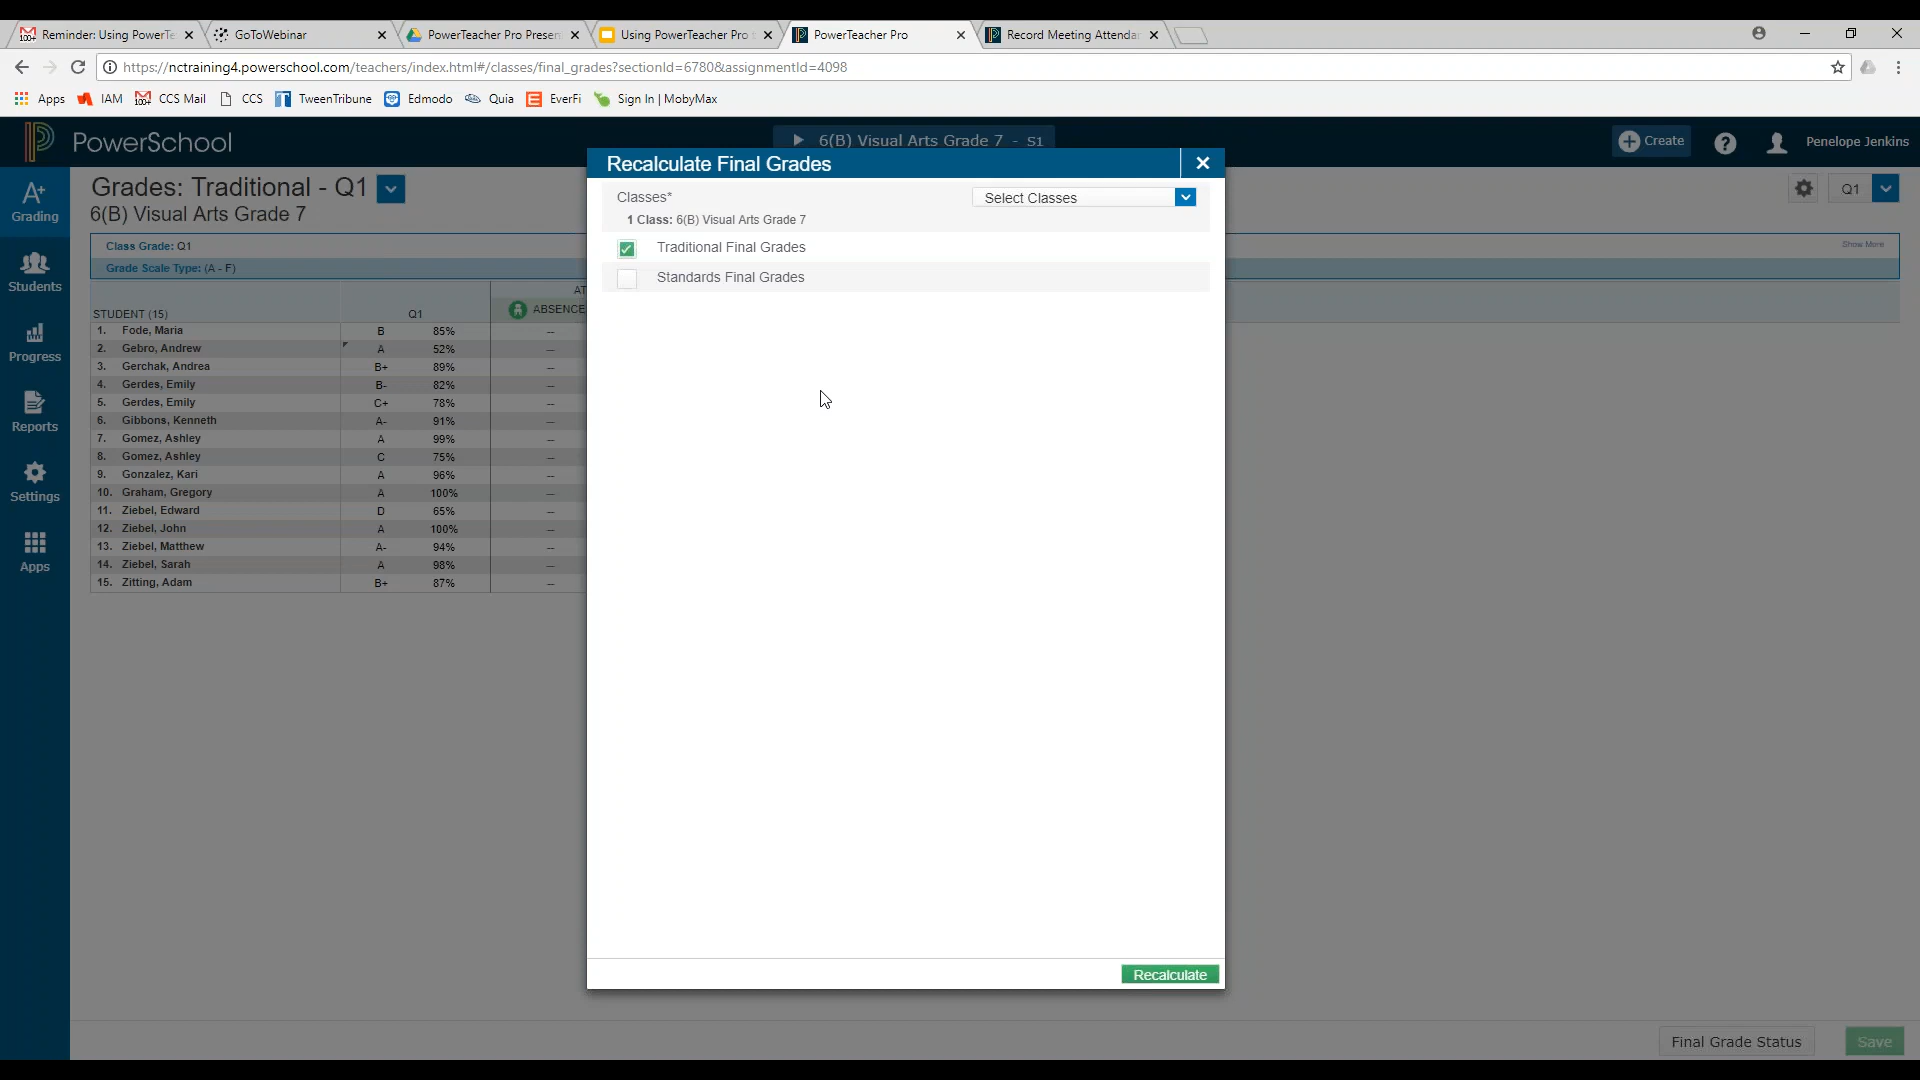 Reminder: Using PowerTe
GoToWebinar
PowerTeacher Pro Presen
Using PowerTeacher Pro t
PowerTeacher Pro
Record Meeting Attendan
https://nctraining4.powerschool.com/teachers/index.html#/classes/final_grades?sectionId=6780&assignmentId=4098
Apps IAM CCS Mail CCS TweenTribune Edmodo Quia EverFi Sign In | MobyMax
PowerSchool
6(B) Visual Arts Grade 7 - S1
Create
Penelope Jenkins
Grading
Students
Progress
Reports
Settings
Apps
Grades: Traditional - Q1
Q1
6(B) Visual Arts Grade 7
Class Grade: Q1
Show More
Grade Scale Type: (A - F)
AT
STUDENT (15) Q1 ABSENCE
1. Fode, Maria B 85% --
2. Gebro, Andrew A 52% --
3. Gerchak, Andrea B+ 89% --
4. Gerdes, Emily B- 82% --
5. Gerdes, Emily C+ 78% --
6. Gibbons, Kenneth A- 91% --
7. Gomez, Ashley A 99% --
8. Gomez, Ashley C 75% --
9. Gonzalez, Kari A 96% --
10. Graham, Gregory A 100% --
11. Ziebel, Edward D 65% --
12. Ziebel, John A 100% --
13. Ziebel, Matthew A- 94% --
14. Ziebel, Sarah A 98% --
15. Zitting, Adam B+ 87% --
Recalculate Final Grades
Classes* Select Classes
1 Class: 6(B) Visual Arts Grade 7
Traditional Final Grades
Standards Final Grades
Recalculate
Final Grade Status Save